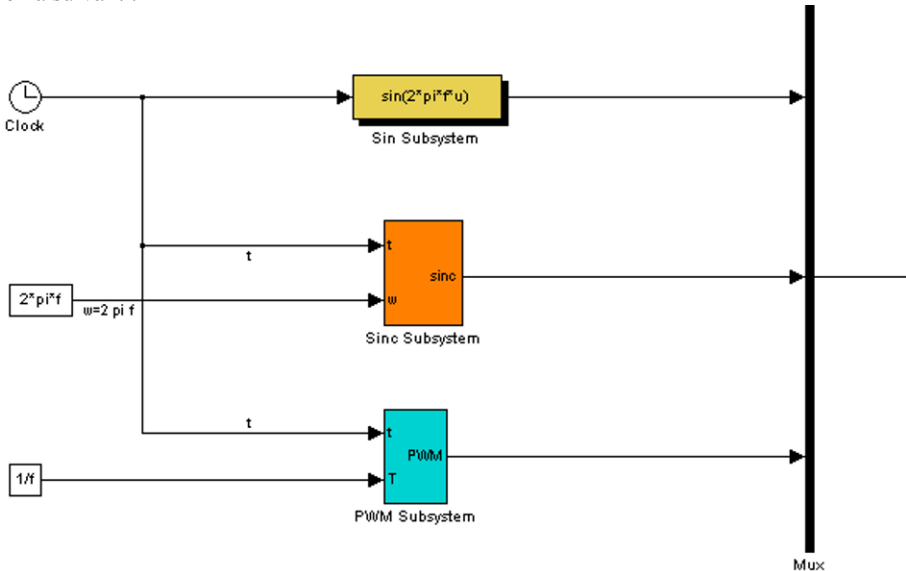 sin(2*pi*f*u)
Clock
Sin Subsystem
t
t
sinc
2*pi*f
w
w=2 pi f
Sinc Subsystem
t
t
PWM
1/f
T
PWM Subsystem
Mux